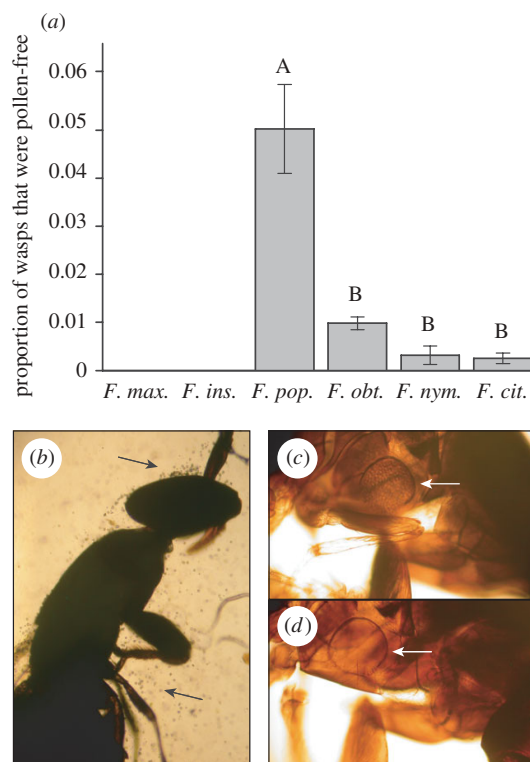 (a)
proportion of wasps that were pollen-free
0.06
0.05
0.04
0.03
0.02
0.01
0
A
B
B
B
F. max.
F. ins.
F. pop.
F. obt.
F. nym.
F. cit.
(b)
(c)
(d)